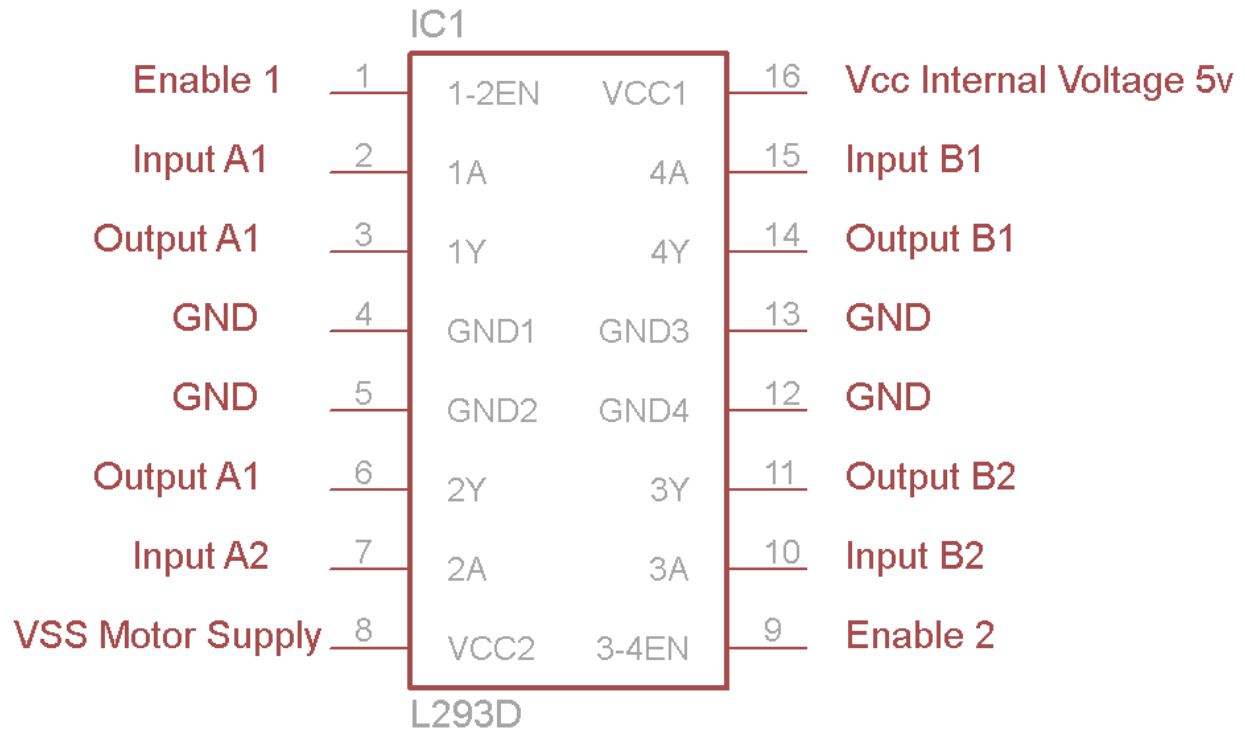 IC1
Enable 1 1 1-2EN VCC1 16 Vcc Internal Voltage 5v
Input A1 2 1A 4A 15 Input B1
Output A1 3 1Y 4Y 14 Output B1
GND 4 GND1 GND3 13 GND
GND 5 GND2 GND4 12 GND
Output A1 6 2Y 3Y 11 Output B2
Input A2 7 2A 3A 10 Input B2
VSS Motor Supply 8 VCC2 3-4EN 9 Enable 2
L293D